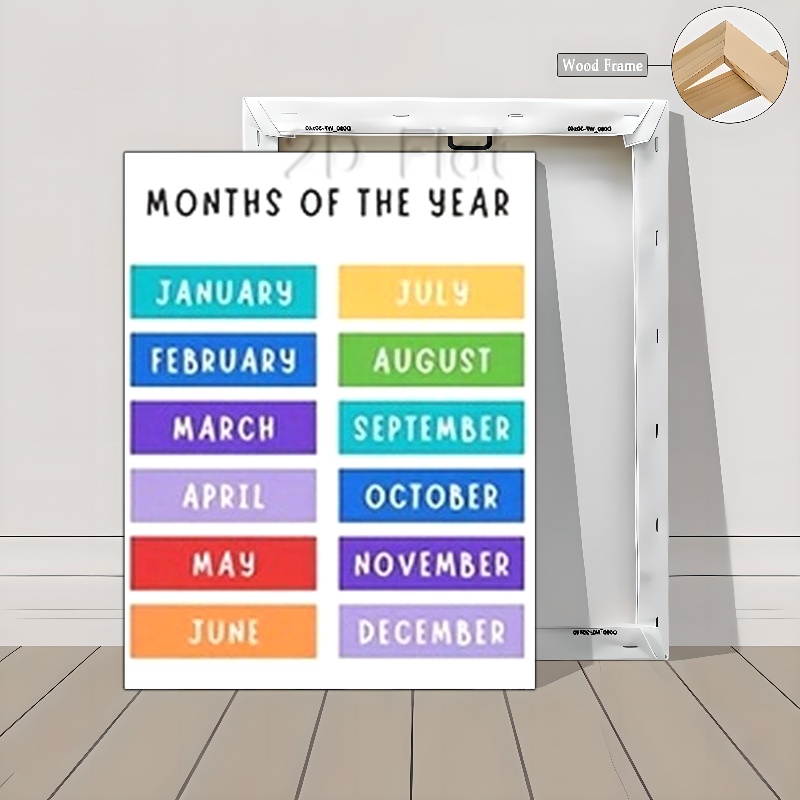 Wood Frame
2D Flat
MONTHS OF THE YEAR
JANUARY
FEBRUARY
MARCH
APRIL
MAY
JUNE
JULY
AUGUST
SEPTEMBER
OCTOBER
NOVEMBER
DECEMBER